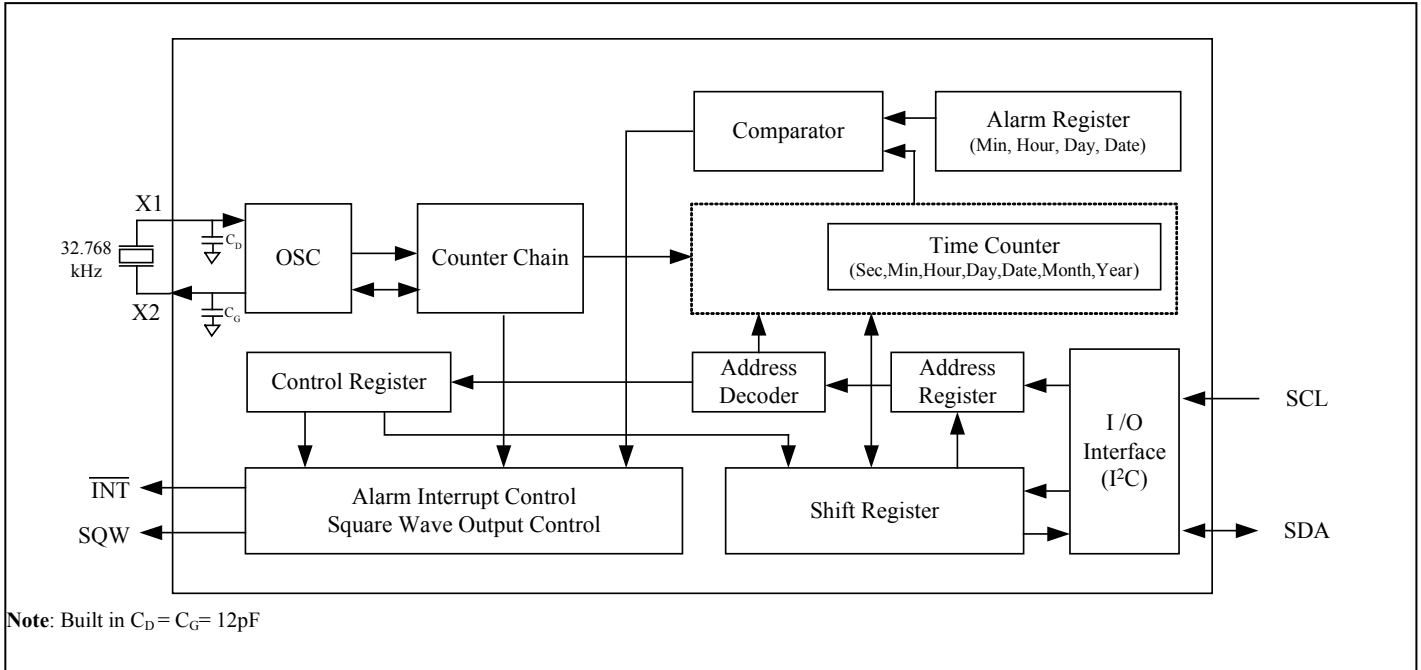 Comparator
Alarm Register
(Min, Hour, Day, Date)
X1
32.768
kHz
X2
C_D
C_G
OSC
Counter Chain
Time Counter
(Sec,Min,Hour,Day,Date,Month,Year)
Control Register
Address
Decoder
Address
Register
I /O
Interface
(I²C)
SCL
SDA
I̅N̅T̅
SQW
Alarm Interrupt Control
Square Wave Output Control
Shift Register
Note: Built in C_D = C_G= 12pF